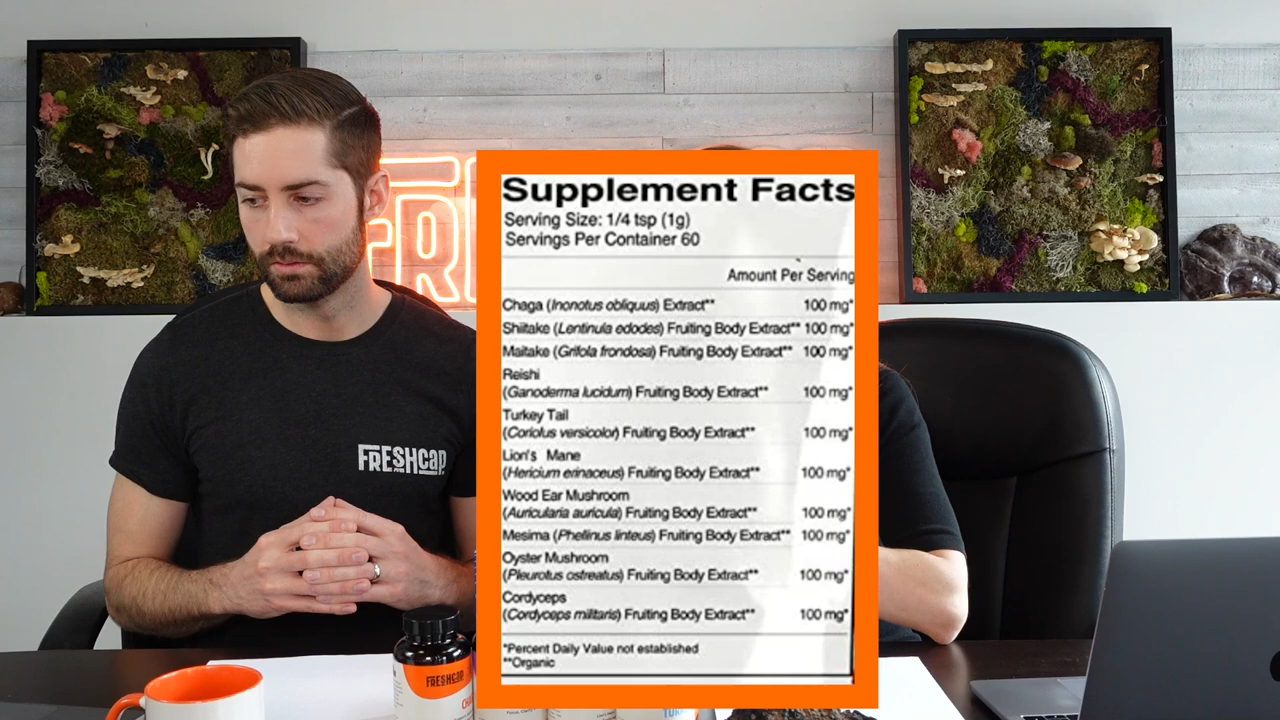 FRE
Supplement Facts
Serving Size: 1/4 tsp (1g)
Servings Per Container 60
Amount Per Serving
Chaga (Inonotus obliquus) Extract** 100 mg*
Shiitake (Lentinula edodes) Fruiting Body Extract** 100 mg*
Maitake (Grifola frondosa) Fruiting Body Extract** 100 mg*
Reishi
(Ganoderma lucidum) Fruiting Body Extract** 100 mg*
Turkey Tail
(Coriolus versicolor) Fruiting Body Extract** 100 mg*
Lion's Mane
(Hericium erinaceus) Fruiting Body Extract** 100 mg*
Wood Ear Mushroom
(Auricularia auricula) Fruiting Body Extract** 100 mg*
Mesima (Phellinus linteus) Fruiting Body Extract** 100 mg*
Oyster Mushroom
(Pleurotus ostreatus) Fruiting Body Extract** 100 mg*
Cordyceps
(Cordyceps militaris) Fruiting Body Extract** 100 mg*
*Percent Daily Value not established
**Organic
FRESHCAP
FRESHCAP